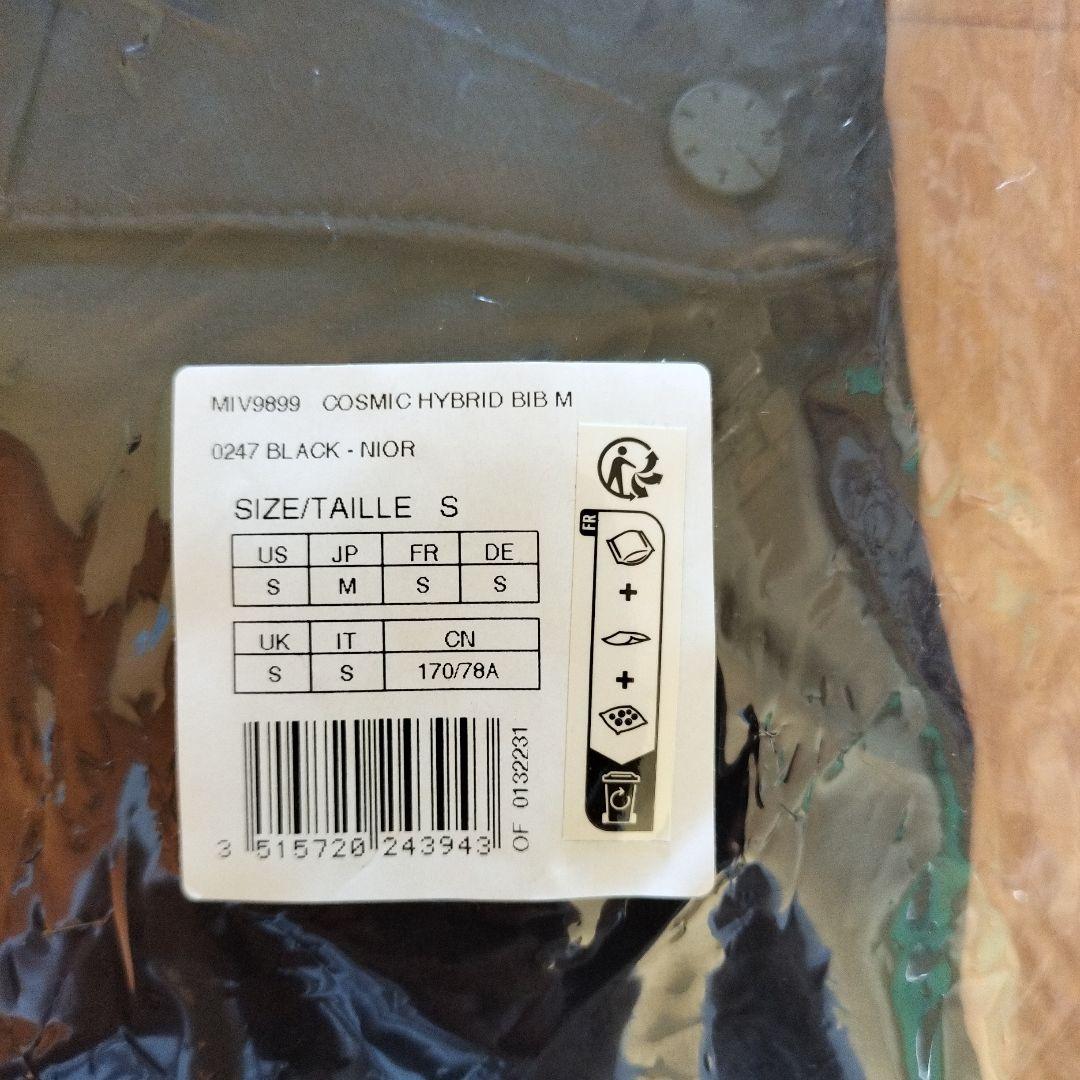 MIV9899 COSMIC HYBRID BIB M
0247 BLACK - NIOR
SIZE/TAILLE S
US JP FR DE
S M S S
UK IT CN
S S 170/78A
3 515720 243943
OF 0132231
FR
+
+